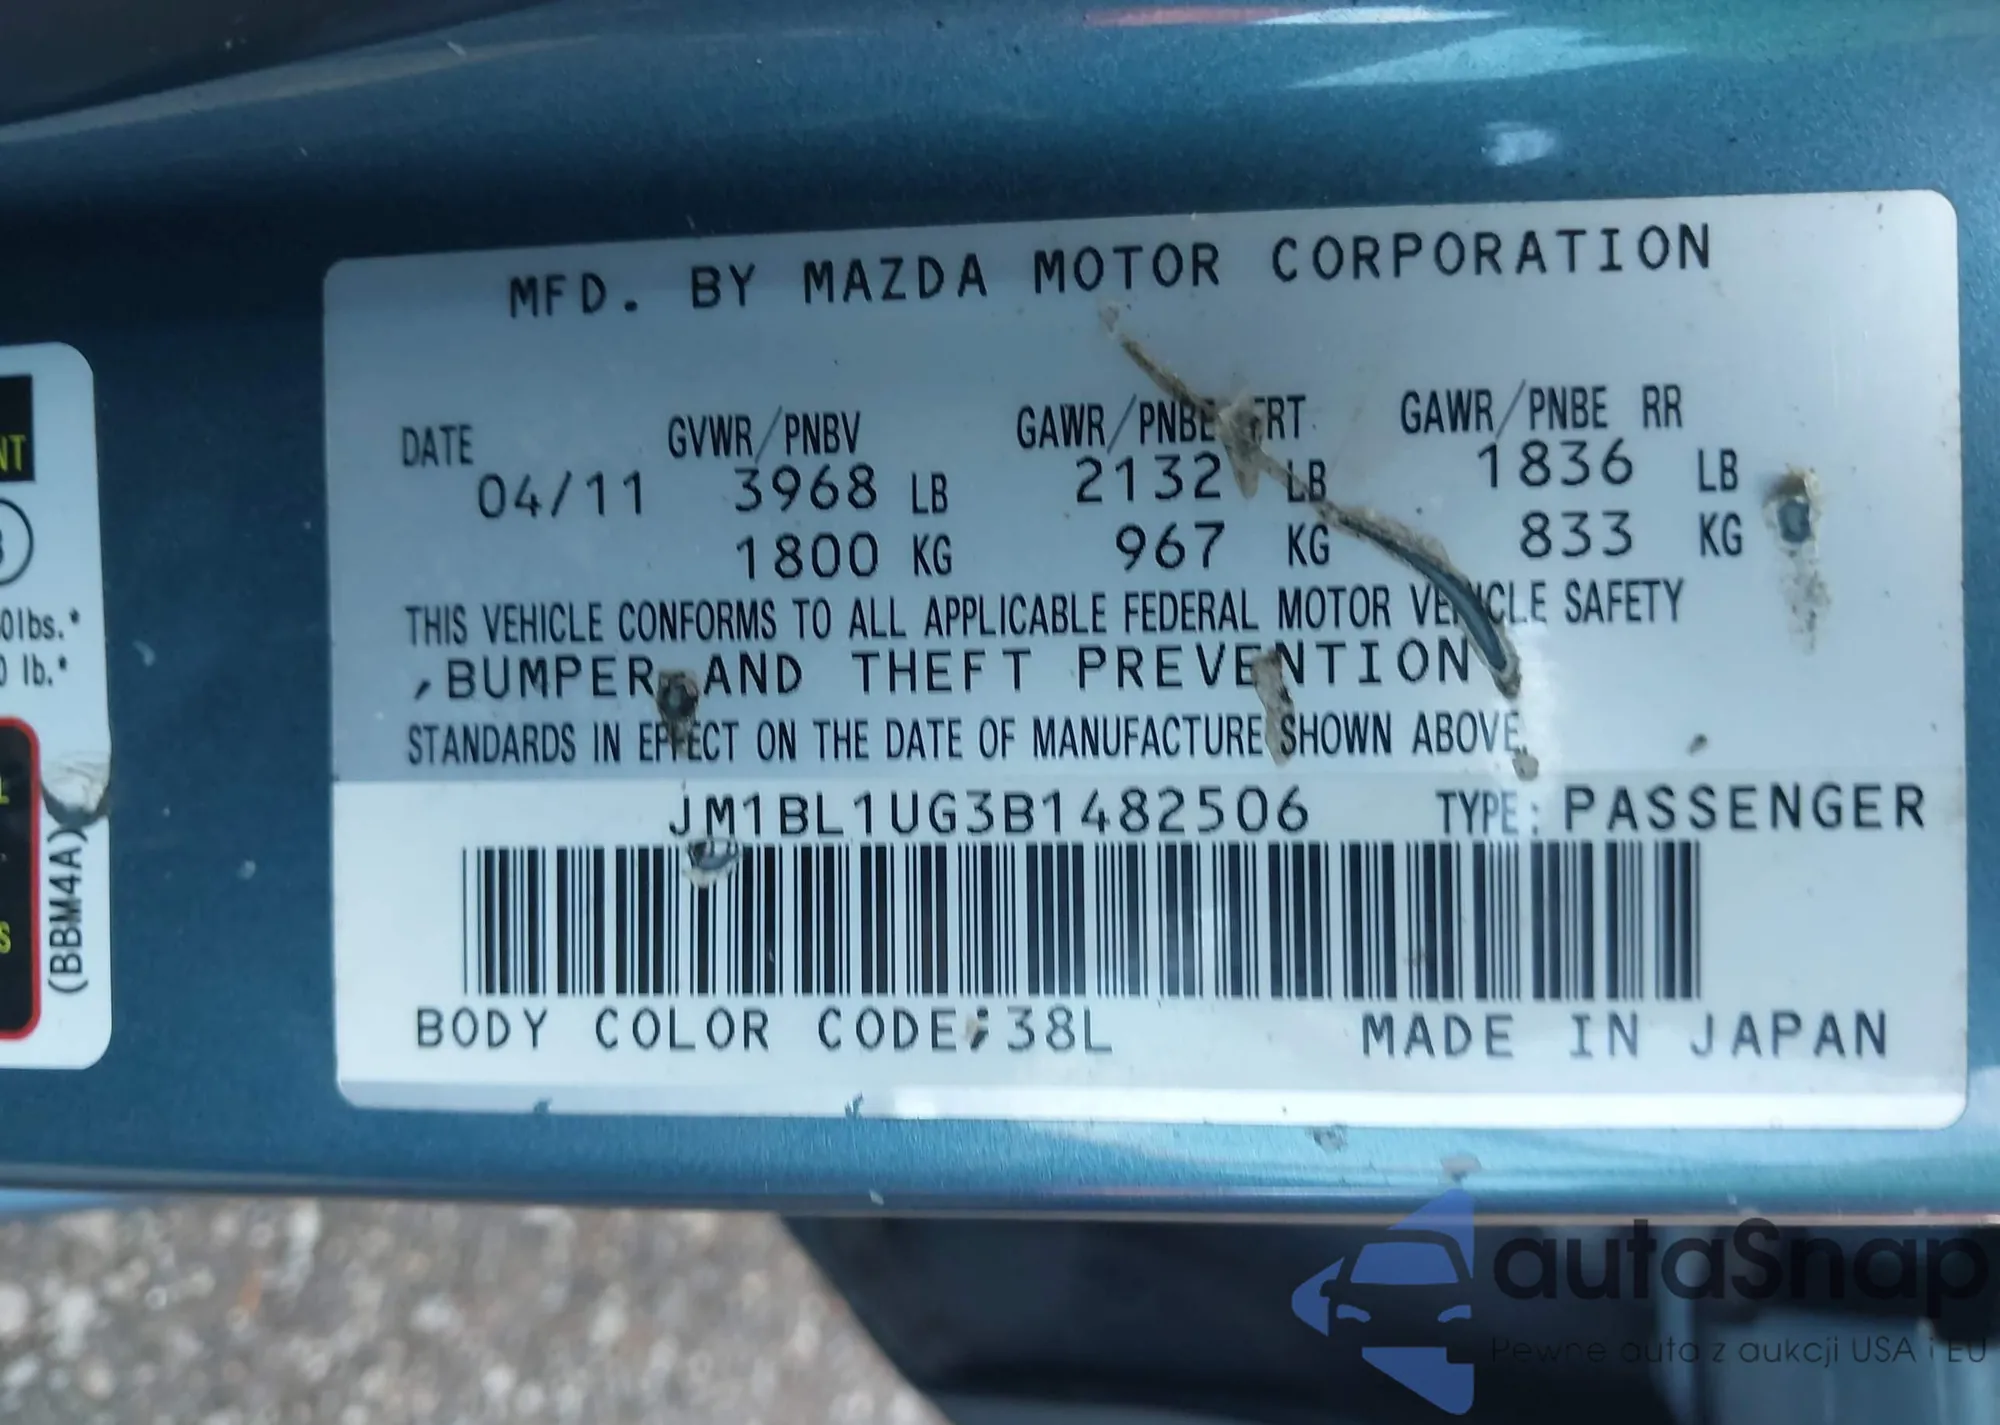 MFD. BY MAZDA MOTOR CORPORATION
DATE GVWR/PNBV GAWR/PNBE FRT GAWR/PNBE RR
04/11 3968 LB 2132 LB 1836 LB
1800 KG 967 KG 833 KG
THIS VEHICLE CONFORMS TO ALL APPLICABLE FEDERAL MOTOR VEHICLE SAFETY
,BUMPER AND THEFT PREVENTION
STANDARDS IN EFFECT ON THE DATE OF MANUFACTURE SHOWN ABOVE.
JM1BL1UG3B1482506 TYPE: PASSENGER
BODY COLOR CODE;38L MADE IN JAPAN
0lbs.*
lb.*
(BBM4A)
autoSnap
Pewne auta z aukcji USA i EU